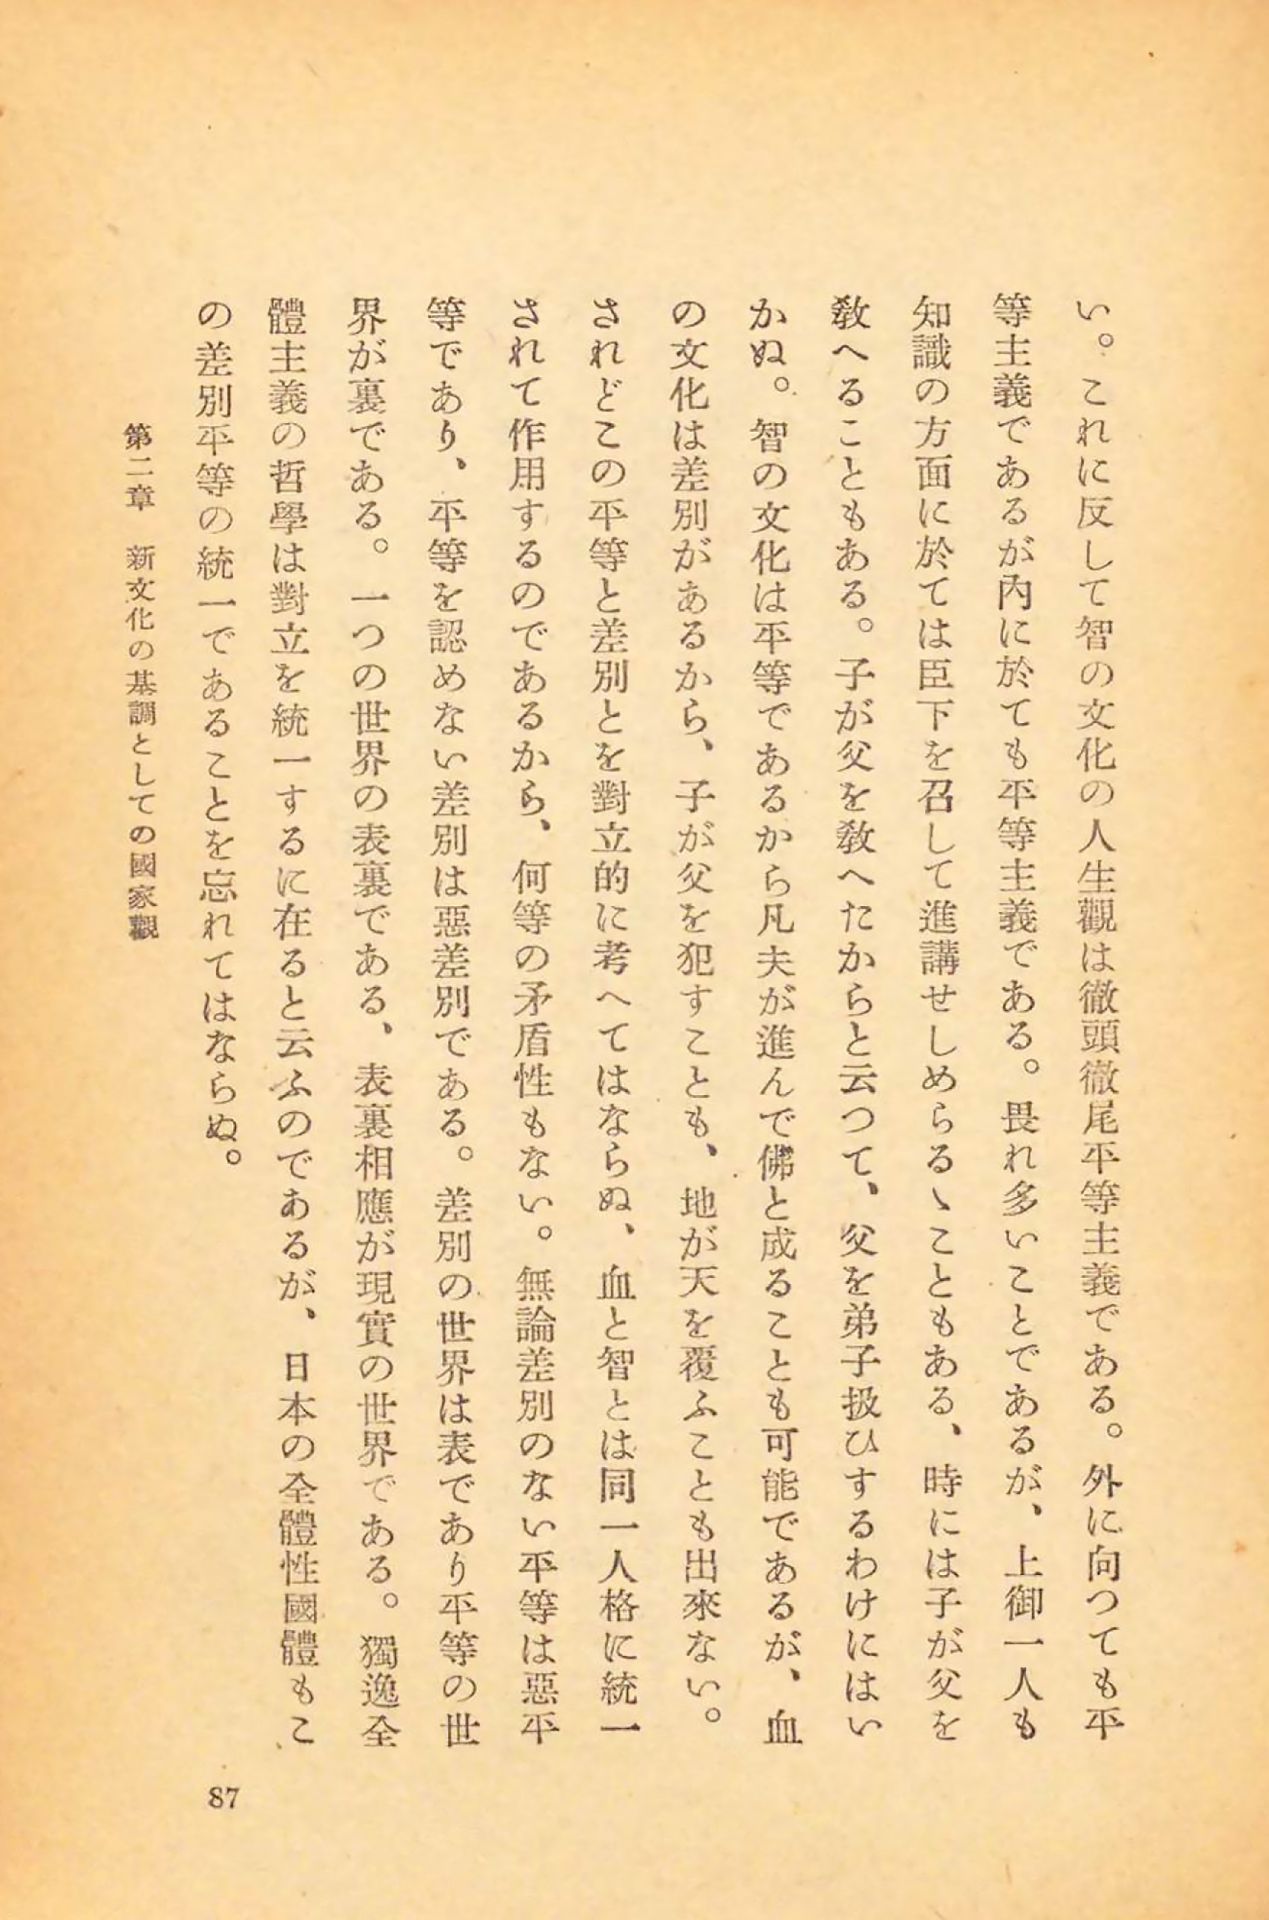 い。これに反して智の文化の人生觀は徹頭徹尾平等主義である。外に向つても平
等主義であるが內に於ても平等主義である。畏れ多いことであるが、上御一人も
知識の方面に於ては臣下を召して進講せしめらるゝこともある、時には子が父を
敎へることもある。子が父を敎へたからと云つて、父を弟子扱ひするわけにはい
かぬ。智の文化は平等であるから凡夫が進んで佛と成ることも可能であるが、血
の文化は差別があるから、子が父を犯すことも、地が天を覆ふことも出來ない。
されどこの平等と差別とを對立的に考へてはならぬ、血と智とは同一人格に統一
されて作用するのであるから、何等の矛盾性もない。無論差別のない平等は惡平
等であり、平等を認めない差別は惡差別である。差別の世界は表であり平等の世
界が裏である。一つの世界の表裏である、表裏相應が現實の世界である。獨逸全
體主義の哲學は對立を統一するに在ると云ふのであるが、日本の全體性國體もこ
の差別平等の統一であることを忘れてはならぬ。
第二章 新文化の基調としての國家觀
87